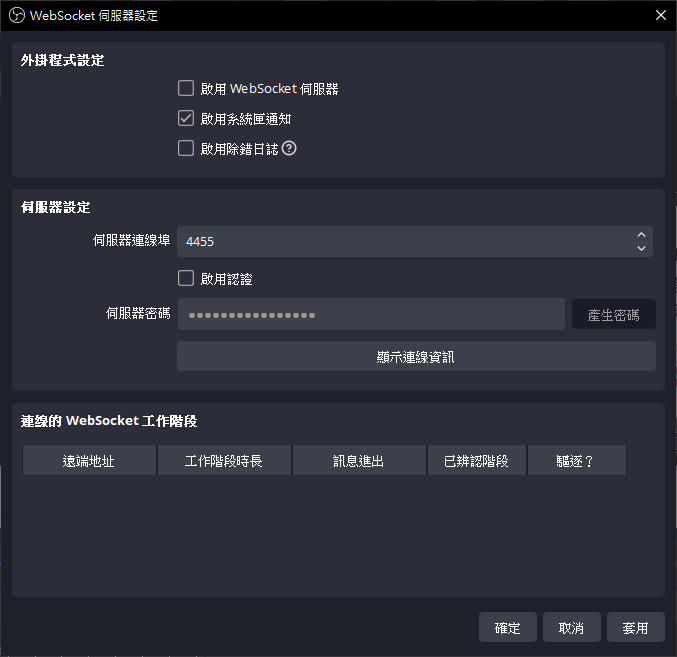 WebSocket 伺服器設定
外掛程式設定
啟用 WebSocket 伺服器
啟用系統匣通知
啟用除錯日誌
伺服器設定
伺服器連線埠 4455
啟用認證
伺服器密碼 ●●●●●●●●●●●●●●●● 產生密碼
顯示連線資訊
連線的 WebSocket 工作階段
遠端地址 工作階段時長 訊息進出 已辨認階段 驅逐？
確定 取消 套用